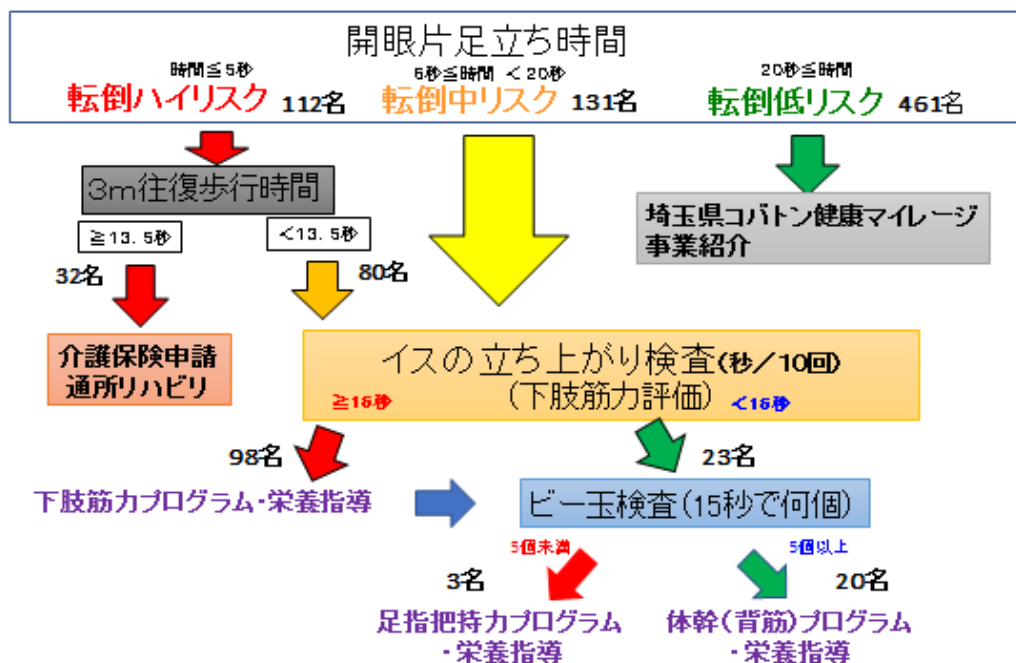 開眼片足立ち時間
時間≦5秒
転倒ハイリスク 112名
5秒≦時間 <20秒
転倒中リスク 131名
20秒≦時間
転倒低リスク 461名
3m往復歩行時間
≧13.5秒
<13.5秒
32名
80名
埼玉県コバトン健康マイレージ
事業紹介
介護保険申請
通所リハビリ
イスの立ち上がり検査(秒/10回)
(下肢筋力評価)
≧15秒
<15秒
98名
23名
下肢筋力プログラム・栄養指導
ビー玉検査(15秒で何個)
5個未満
5個以上
3名
20名
足指把持力プログラム
・栄養指導
体幹(背筋)プログラム
・栄養指導